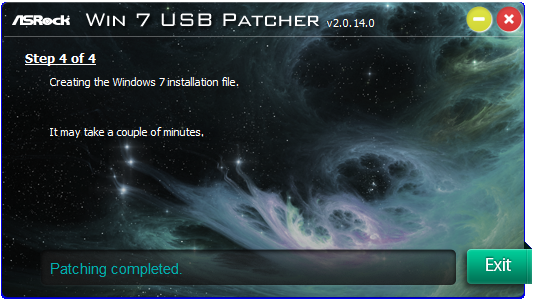 ASRock Win 7 USB Patcher v2.0.14.0
Step 4 of 4
Creating the Windows 7 installation file.
It may take a couple of minutes.
Patching completed.
Exit